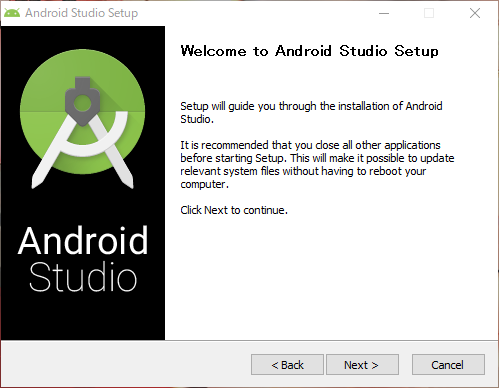 Android Studio Setup
Welcome to Android Studio Setup
Setup will guide you through the installation of Android
Studio.
It is recommended that you close all other applications
before starting Setup. This will make it possible to update
relevant system files without having to reboot your
computer.
Click Next to continue.
Android
Studio
< Back
Next >
Cancel